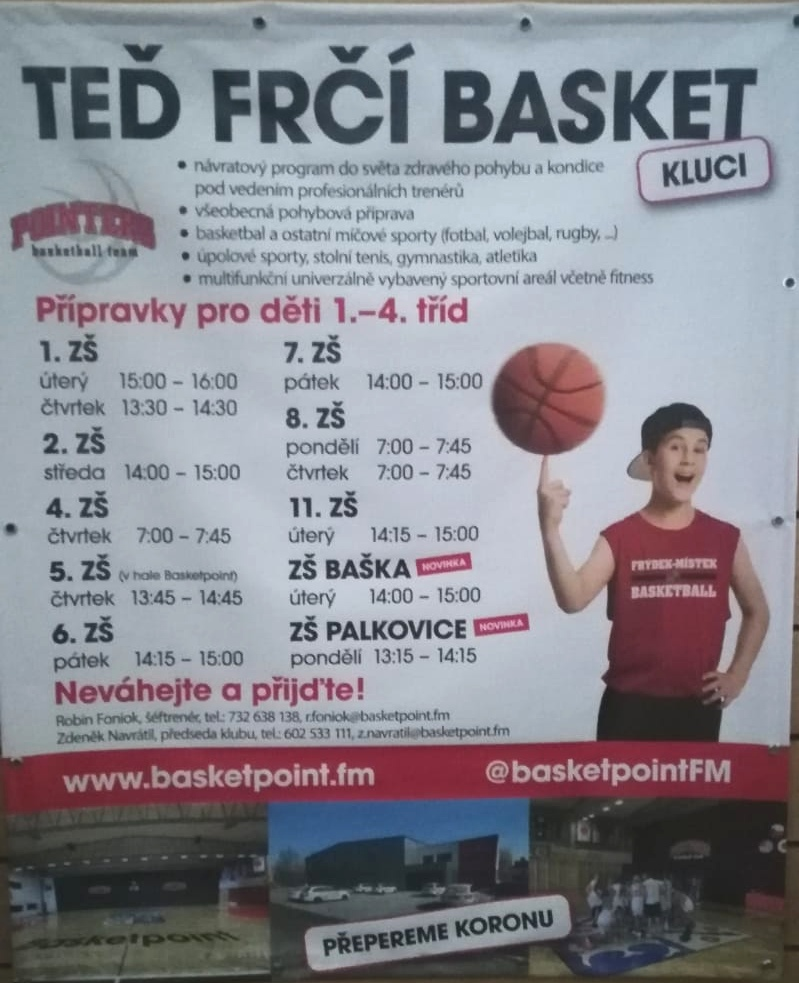 TEĎ FRČÍ BASKET
KLUCI
• návratový program do světa zdravého pohybu a kondice
pod vedením profesionálních trenérů
• všeobecná pohybová příprava
• basketbal a ostatní míčové sporty (fotbal, volejbal, rugby, ...)
• úpolové sporty, stolní tenis, gymnastika, atletika
• multifunkční univerzálně vybavený sportovní areál včetně fitness
POINTERS
basketball team
Přípravky pro děti 1.–4. tříd
1. ZŠ
úterý 15:00 – 16:00
čtvrtek 13:30 – 14:30
2. ZŠ
středa 14:00 – 15:00
4. ZŠ
čtvrtek 7:00 – 7:45
5. ZŠ (v hale Basketpoint)
čtvrtek 13:45 – 14:45
6. ZŠ
pátek 14:15 – 15:00
7. ZŠ
pátek 14:00 – 15:00
8. ZŠ
pondělí 7:00 – 7:45
čtvrtek 7:00 – 7:45
11. ZŠ
úterý 14:15 – 15:00
ZŠ BAŠKA NOVINKA
úterý 14:00 – 15:00
ZŠ PALKOVICE NOVINKA
pondělí 13:15 – 14:15
FRÝDEK-MÍSTEK
BASKETBALL
Neváhejte a přijďte!
Robin Foniok, šéftrenér, tel.: 732 638 138, r.foniok@basketpoint.fm
Zdeněk Navrátil, předseda klubu, tel.: 602 533 111, z.navratil@basketpoint.fm
www.basketpoint.fm
@basketpointFM
basketpoint
PŘEPEREME KORONU